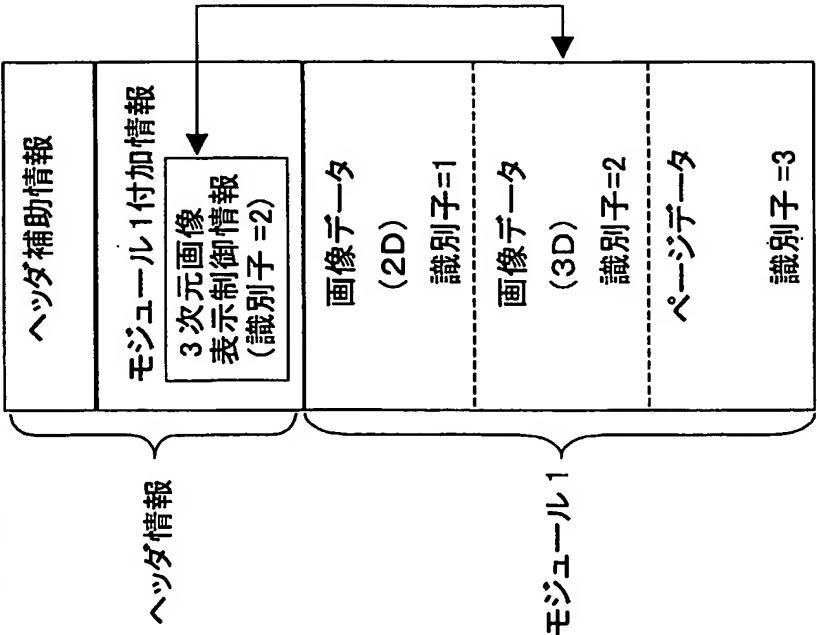 ヘッダ情報
ヘッダ補助情報
モジュール1付加情報
3次元画像
表示制御情報
(識別子=2)
モジュール1
画像データ
(2D)
識別子=1
画像データ
(3D)
識別子=2
ページデータ
識別子=3